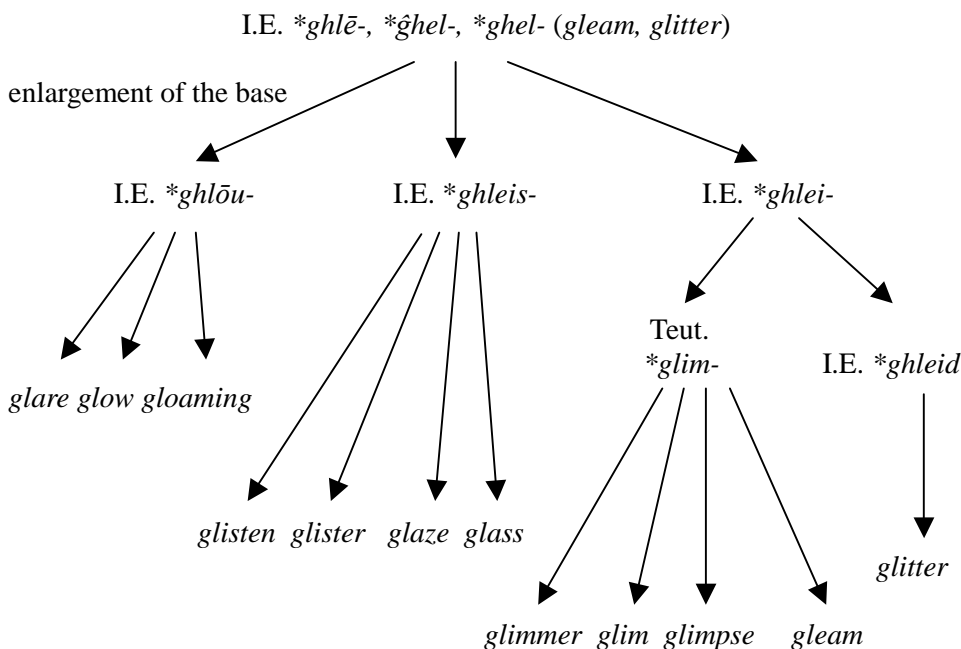 I.E. *ghlē-, *ĝhel-, *ghel- (gleam, glitter)
enlargement of the base
I.E. *ghlōu- I.E. *ghleis- I.E. *ghlei-
Teut.
*glim- I.E. *ghleid
glare glow gloaming
glisten glister glaze glass
glitter
glimmer glim glimpse gleam